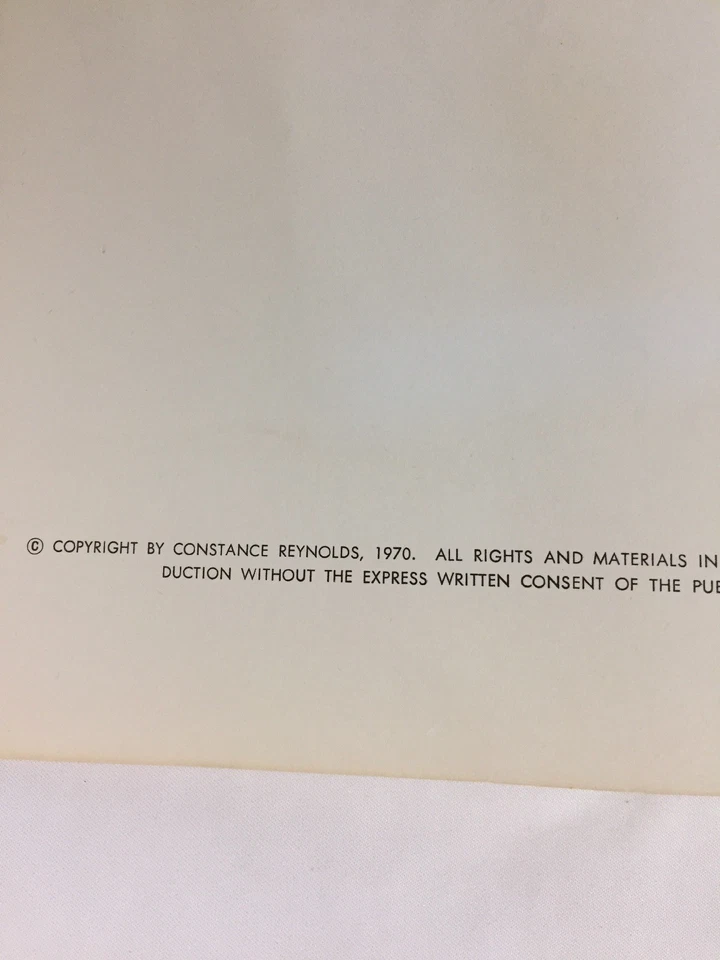 © COPYRIGHT BY CONSTANCE REYNOLDS, 1970. ALL RIGHTS AND MATERIALS IN
DUCTION WITHOUT THE EXPRESS WRITTEN CONSENT OF THE